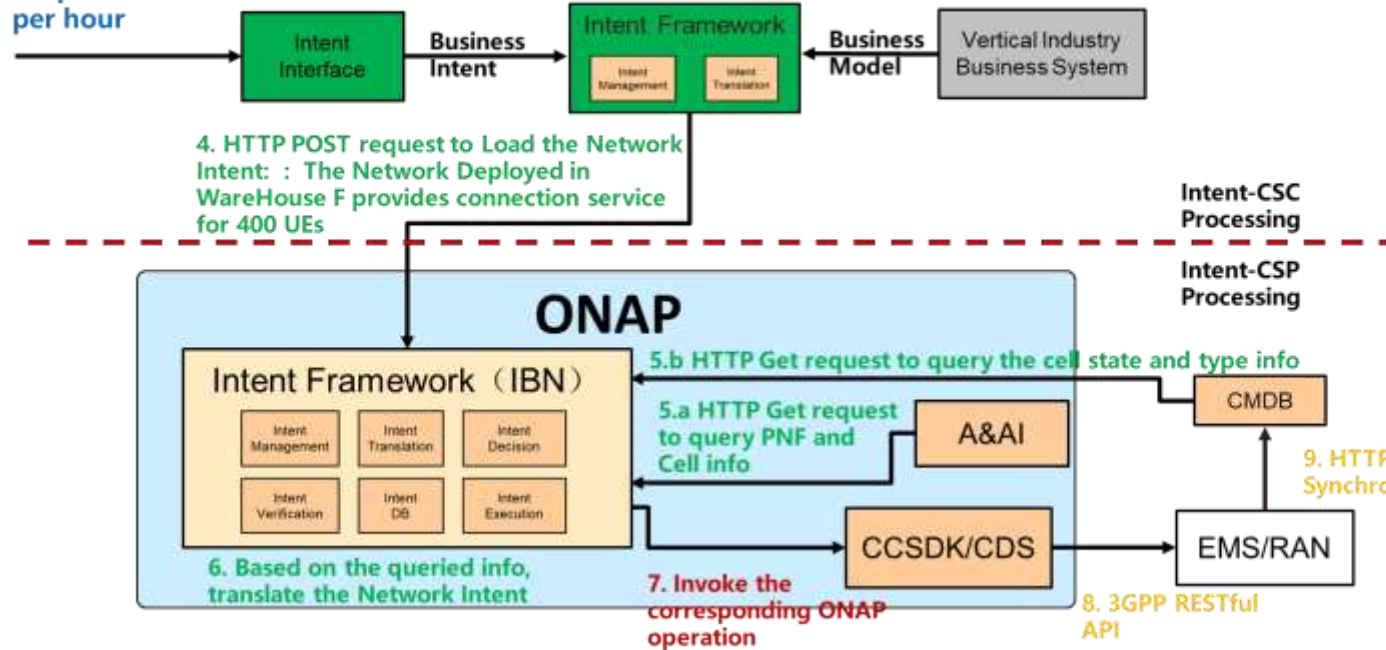 per hour
Intent
Interface
Business
Intent
Intent Framework
Intent
Management
Intent
Translation
Business
Model
Vertical Industry
Business System
4. HTTP POST request to Load the Network
Intent: : The Network Deployed in
WareHouse F provides connection service
for 400 UEs
Intent-CSC
Processing
Intent-CSP
Processing
ONAP
Intent Framework（IBN）
Intent
Management
Intent
Translation
Intent
Decision
Intent
Verification
Intent
DB
Intent
Execution
5.b HTTP Get request to query the cell state and type info
5.a HTTP Get request
to query PNF and
Cell info
A&AI
CMDB
9. HTTP
Synchro
CCSDK/CDS
EMS/RAN
6. Based on the queried info,
translate the Network Intent
7. Invoke the
corresponding ONAP
operation
8. 3GPP RESTful
API